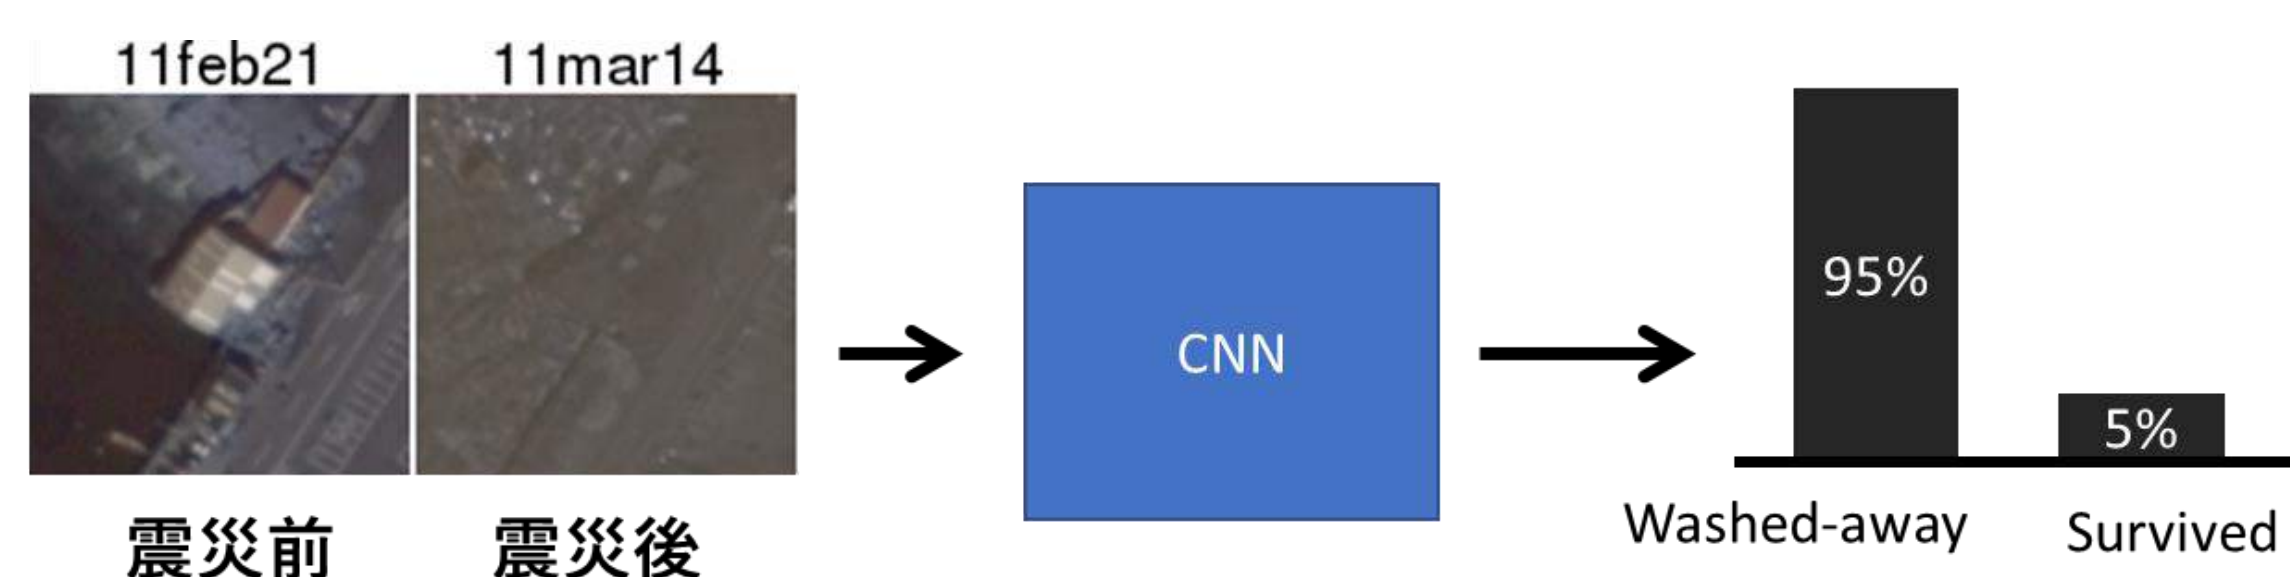 11feb21
11mar14
震災前
震災後
CNN
95%
5%
Washed-away
Survived